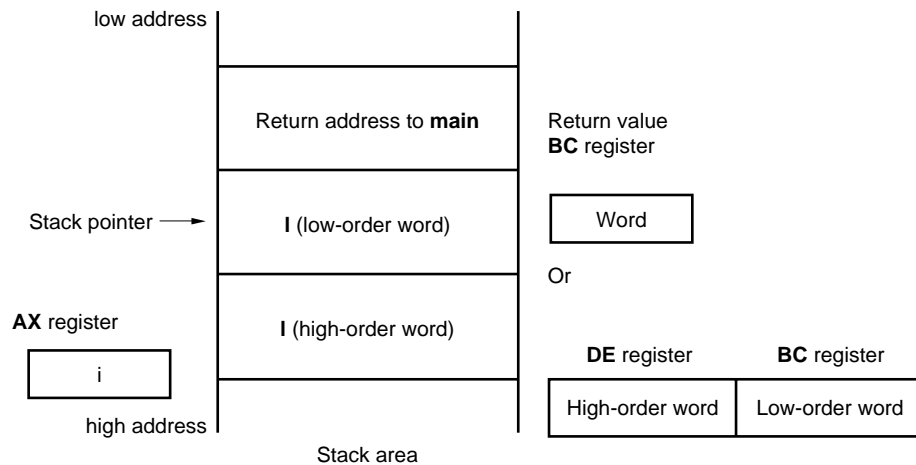 low address
Return address to main
Return value
BC register
Stack pointer
I (low-order word)
Word
Or
AX register
I (high-order word)
i
DE register
BC register
High-order word
Low-order word
high address
Stack area